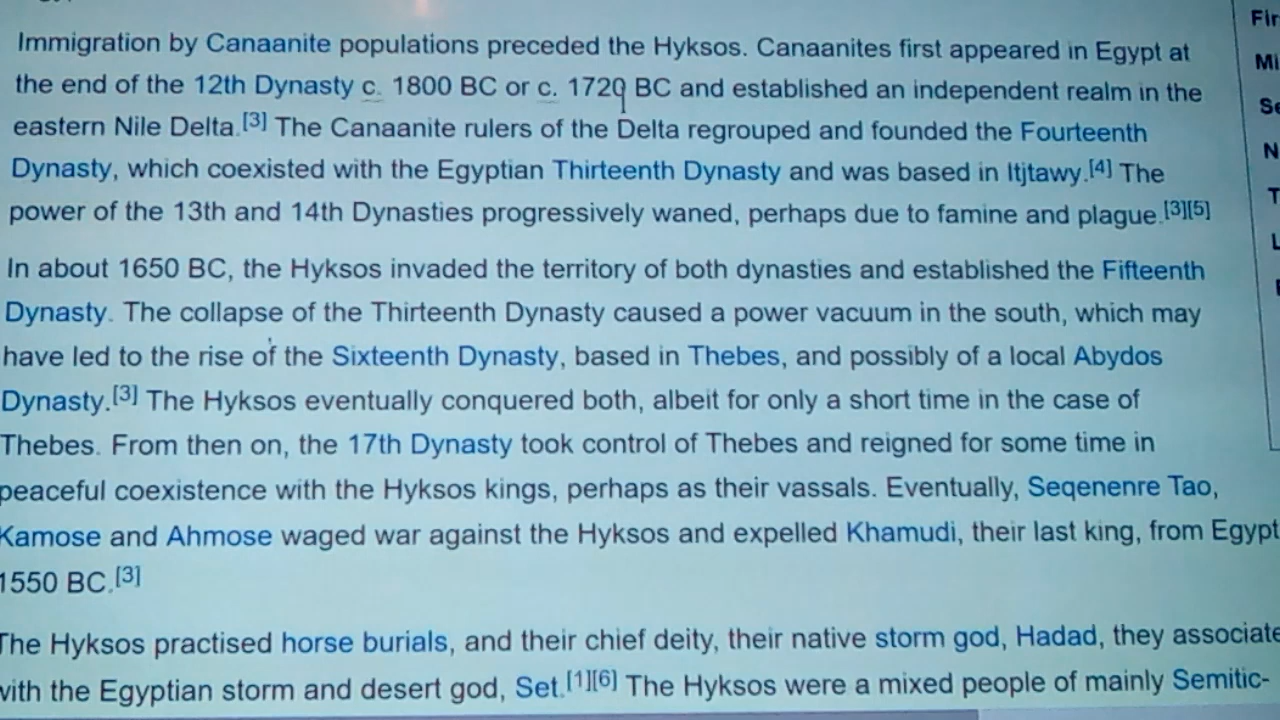 Immigration by Canaanite populations preceded the Hyksos. Canaanites first appeared in Egypt at
the end of the 12th Dynasty c. 1800 BC or c. 1720 BC and established an independent realm in the
eastern Nile Delta.[3] The Canaanite rulers of the Delta regrouped and founded the Fourteenth
Dynasty, which coexisted with the Egyptian Thirteenth Dynasty and was based in Itjtawy.[4] The
power of the 13th and 14th Dynasties progressively waned, perhaps due to famine and plague.[3][5]
In about 1650 BC, the Hyksos invaded the territory of both dynasties and established the Fifteenth
Dynasty. The collapse of the Thirteenth Dynasty caused a power vacuum in the south, which may
have led to the rise of the Sixteenth Dynasty, based in Thebes, and possibly of a local Abydos
Dynasty.[3] The Hyksos eventually conquered both, albeit for only a short time in the case of
Thebes. From then on, the 17th Dynasty took control of Thebes and reigned for some time in
peaceful coexistence with the Hyksos kings, perhaps as their vassals. Eventually, Seqenenre Tao,
Kamose and Ahmose waged war against the Hyksos and expelled Khamudi, their last king, from Egypt
1550 BC.[3]
The Hyksos practised horse burials, and their chief deity, their native storm god, Hadad, they associate
with the Egyptian storm and desert god, Set.[1][6] The Hyksos were a mixed people of mainly Semitic-